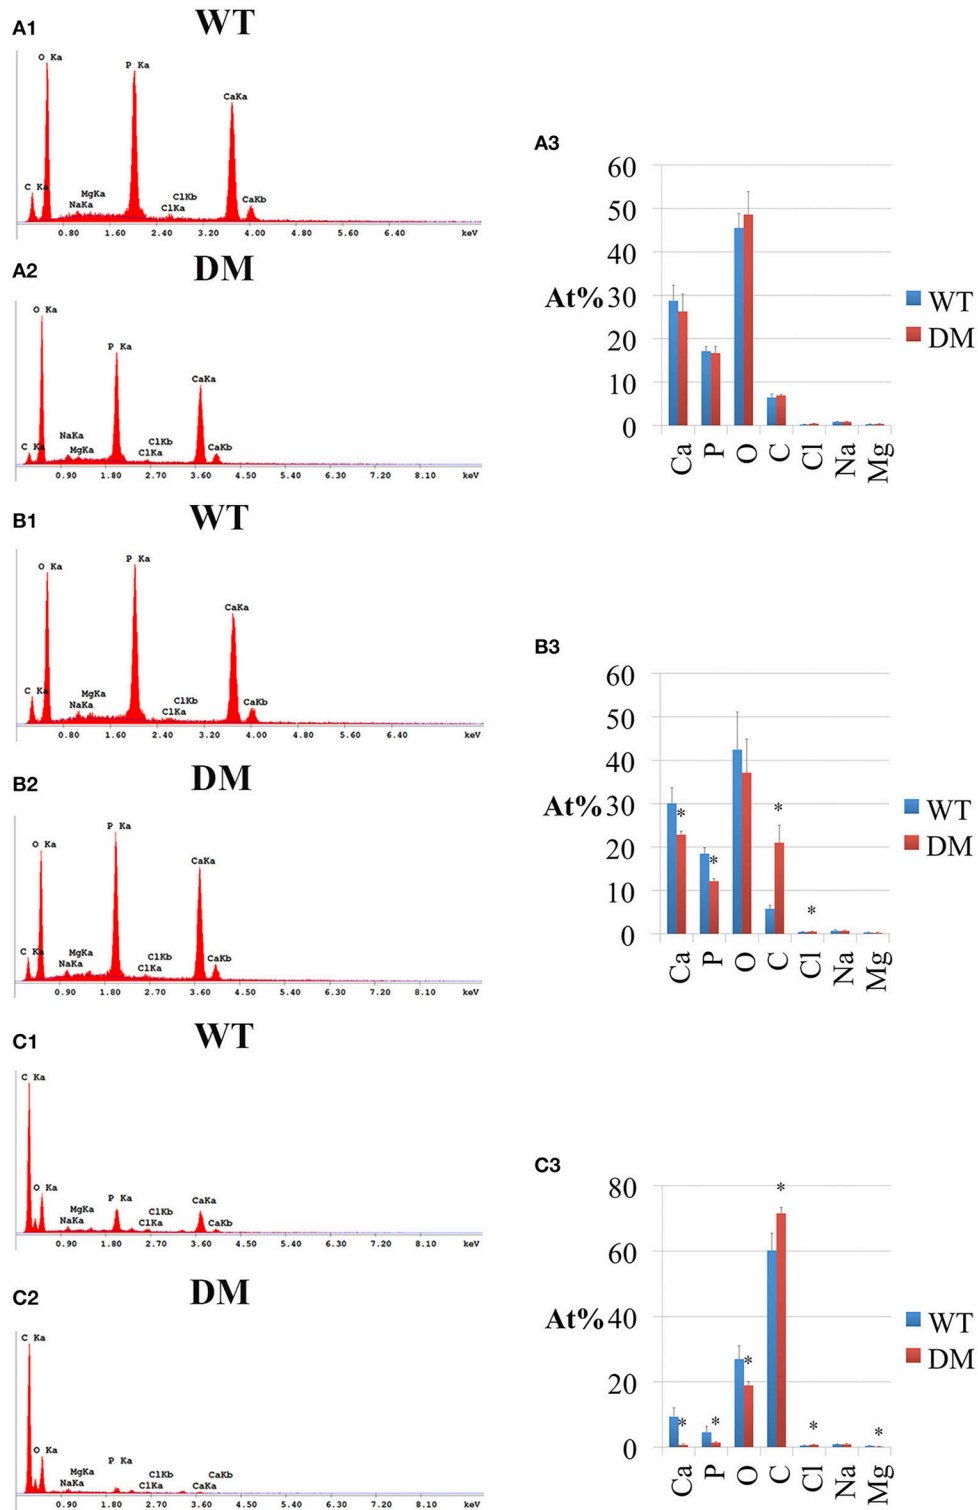 A1
WT
O Ka
P Ka
CaKa
C Ka
MgKa
NaKa
ClKb
ClKa
CaKb
0.80 1.60 2.40 3.20 4.00 4.80 5.60 6.40 keV
A2
DM
O Ka
P Ka
CaKa
C Ka
NaKa
MgKa
ClKb
ClKa
CaKb
0.90 1.80 2.70 3.60 4.50 5.40 6.30 7.20 8.10 keV
A3
60
50
40
At% 30
20
10
0
Ca P O C Cl Na Mg
WT
DM
B1
WT
O Ka
P Ka
CaKa
C Ka
MgKa
NaKa
ClKb
ClKa
CaKb
0.80 1.60 2.40 3.20 4.00 4.80 5.60 6.40 keV
B2
DM
O Ka
P Ka
CaKa
C Ka
MgKa
NaKa
ClKb
ClKa
CaKb
0.90 1.80 2.70 3.60 4.50 5.40 6.30 7.20 8.10 keV
B3
60
50
40
At% 30
20
10
0
* * * *
Ca P O C Cl Na Mg
WT
DM
C1
WT
C Ka
O Ka
MgKa
NaKa
P Ka
ClKb
ClKa
CaKa
CaKb
0.90 1.80 2.70 3.60 4.50 5.40 6.30 7.20 8.10 keV
C2
DM
C Ka
O Ka
MgKa
NaKa
P Ka
ClKb
ClKa
CaKb
CaKa
0.90 1.80 2.70 3.60 4.50 5.40 6.30 7.20 8.10 keV
C3
80
60
At% 40
20
0
* * * * * *
Ca P O C Cl Na Mg
WT
DM